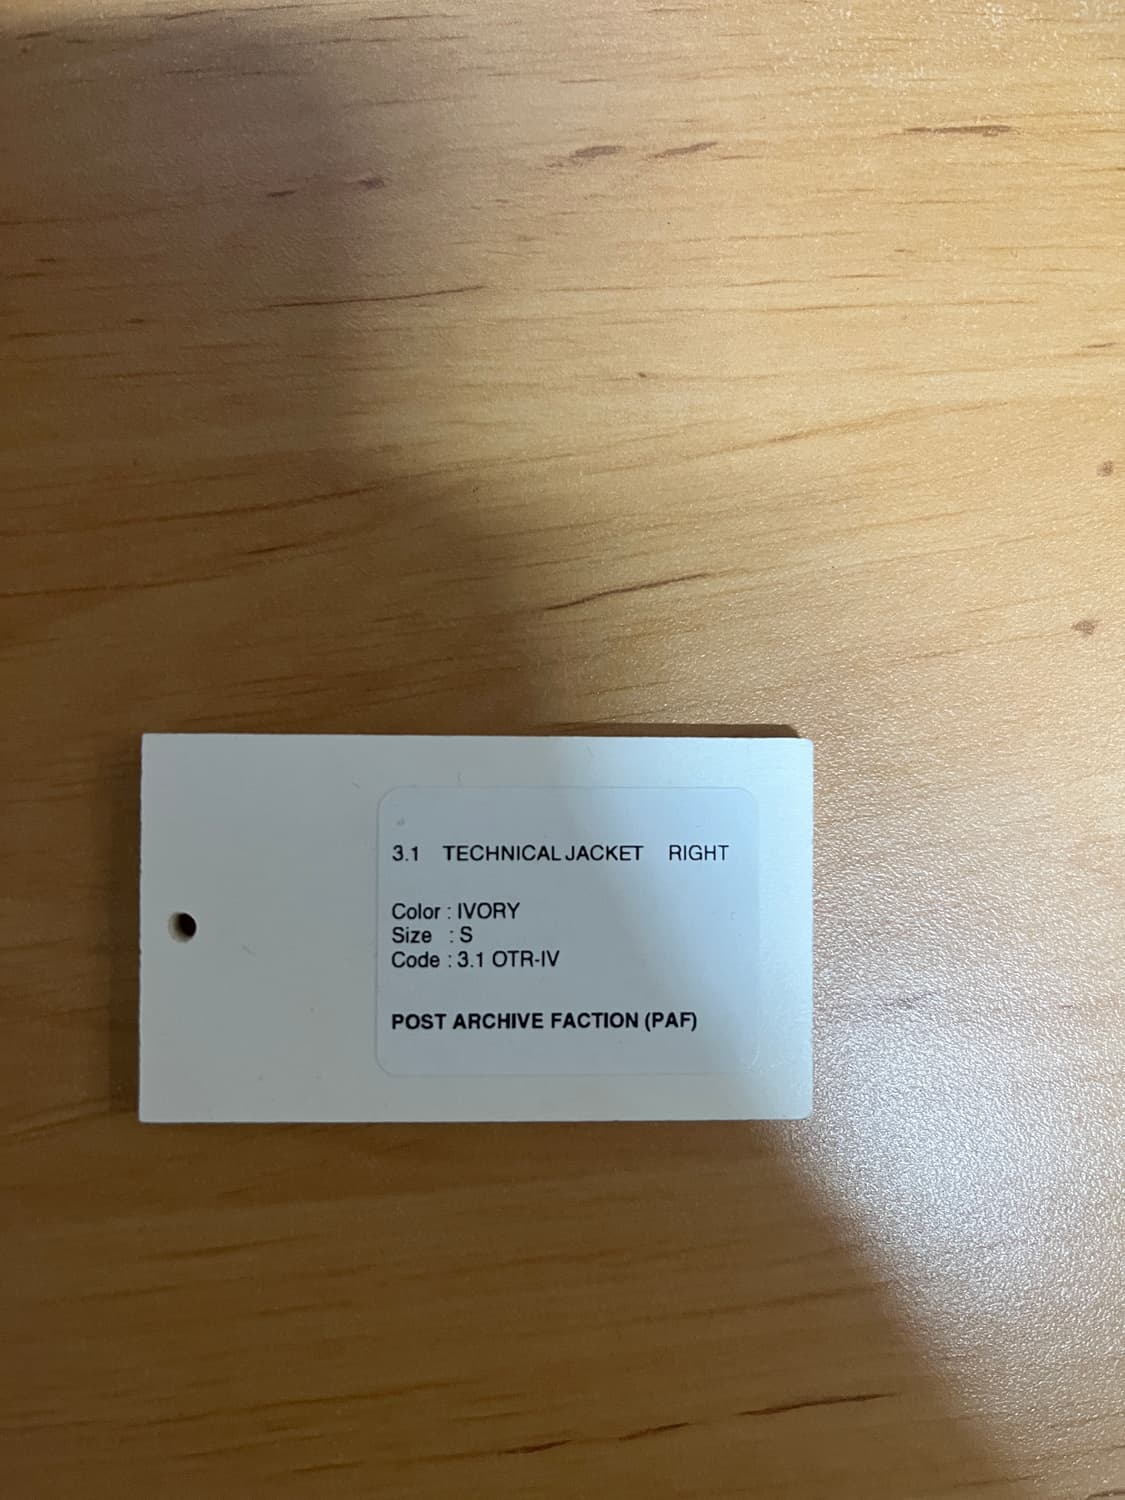 3.1 TECHNICAL JACKET RIGHT
Color : IVORY
Size : S
Code : 3.1 OTR-IV
POST ARCHIVE FACTION (PAF)